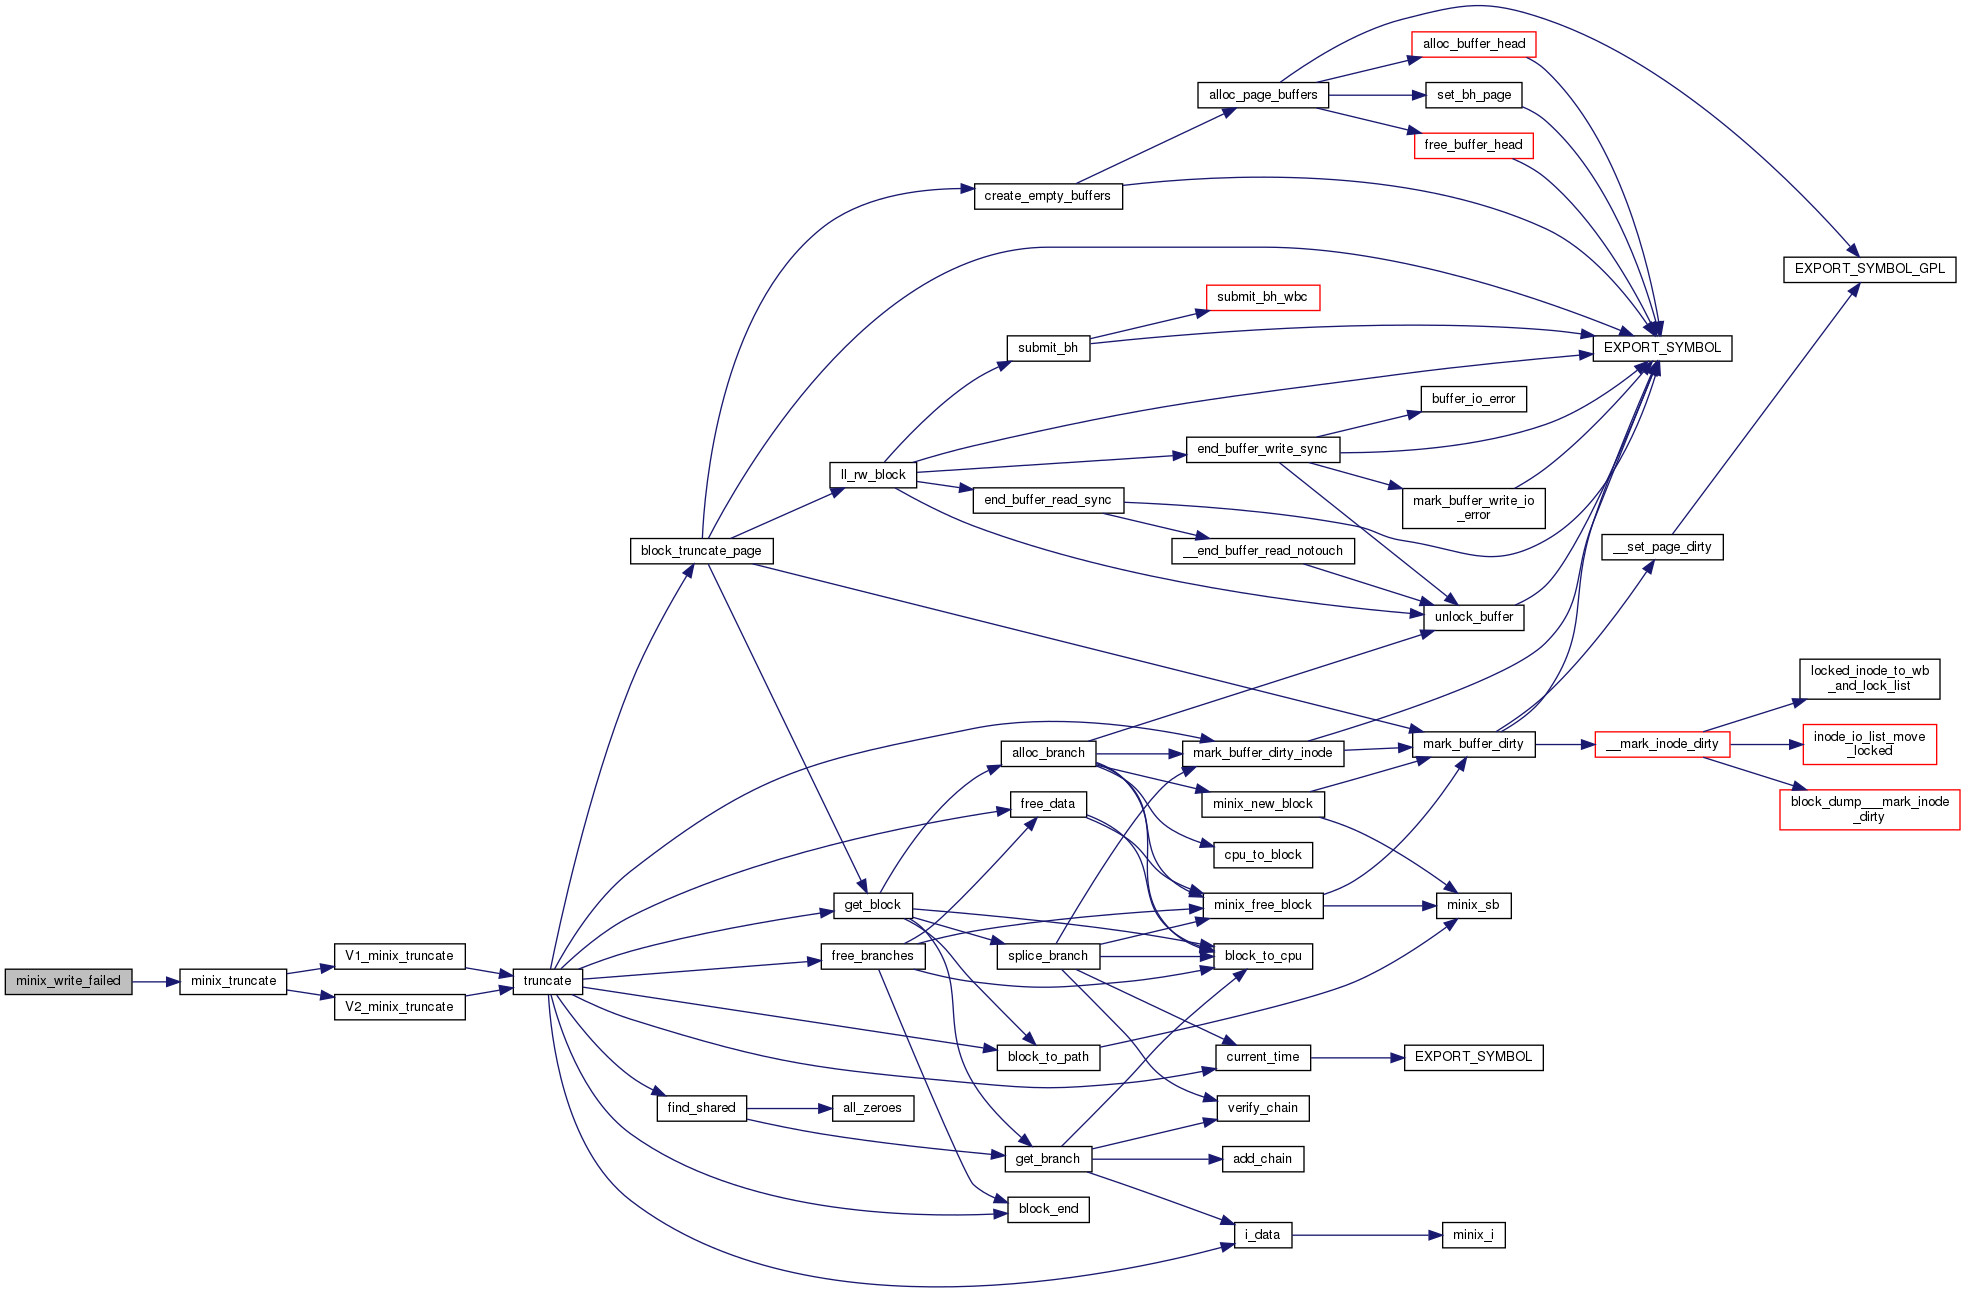 alloc_buffer_head
alloc_page_buffers
set_bh_page
free_buffer_head
create_empty_buffers
EXPORT_SYMBOL_GPL
submit_bh_wbc
submit_bh
EXPORT_SYMBOL
buffer_io_error
end_buffer_write_sync
ll_rw_block
end_buffer_read_sync
mark_buffer_write_io
_error
block_truncate_page
__end_buffer_read_notouch
__set_page_dirty
unlock_buffer
locked_inode_to_wb
_and_lock_list
alloc_branch
mark_buffer_dirty_inode
mark_buffer_dirty
__mark_inode_dirty
inode_io_list_move
_locked
free_data
minix_new_block
block_dump___mark_inode
_dirty
cpu_to_block
get_block
minix_free_block
minix_sb
V1_minix_truncate
free_branches
splice_branch
block_to_cpu
minix_write_failed
minix_truncate
truncate
V2_minix_truncate
block_to_path
current_time
EXPORT_SYMBOL
find_shared
all_zeroes
verify_chain
get_branch
add_chain
block_end
i_data
minix_i